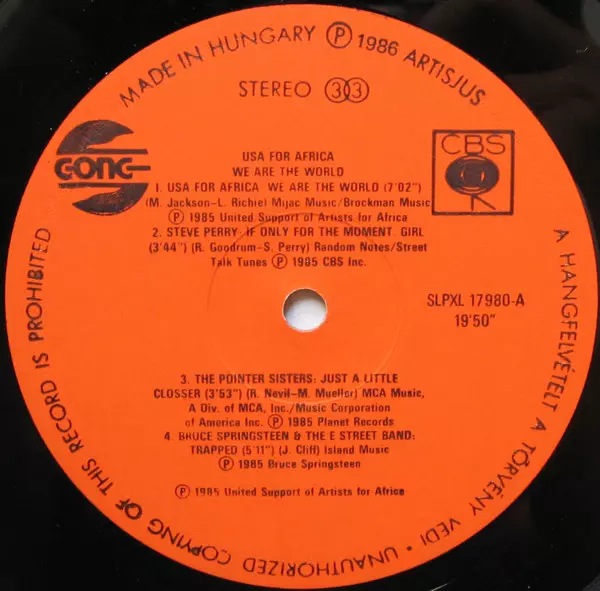 MADE IN HUNGARY Ⓟ 1986 ARTISJUS
STEREO 33
GONG
CBS
USA FOR AFRICA
WE ARE THE WORLD
1. USA FOR AFRICA WE ARE THE WORLD (7'02")
(M. Jackson–L. Richie) Mijac Music/Brockman Music
Ⓟ 1985 United Support of Artists for Africa
2. STEVE PERRY: IF ONLY FOR THE MOMENT. GIRL
(3'44") (R. Goodrum–S. Perry) Random Notes/Street
Talk Tunes Ⓟ 1985 CBS Inc.
SLPXL 17980-A
19'50"
3. THE POINTER SISTERS: JUST A LITTLE
CLOSSER (3'53") (R. Nevil–M. Mueller) MCA Music,
A Div. of MCA, Inc./Music Corporation
of America Inc. Ⓟ 1985 Planet Records
4. BRUCE SPRINGSTEEN & THE E STREET BAND:
TRAPPED (5'11") (J. Cliff) Island Music
Ⓟ 1985 Bruce Springsteen
Ⓟ 1985 United Support of Artists for Africa
A HANGFELVÉTELT A TÖRVÉNY VÉDI · UNAUTHORIZED COPYING OF THIS RECORD IS PROHIBITED